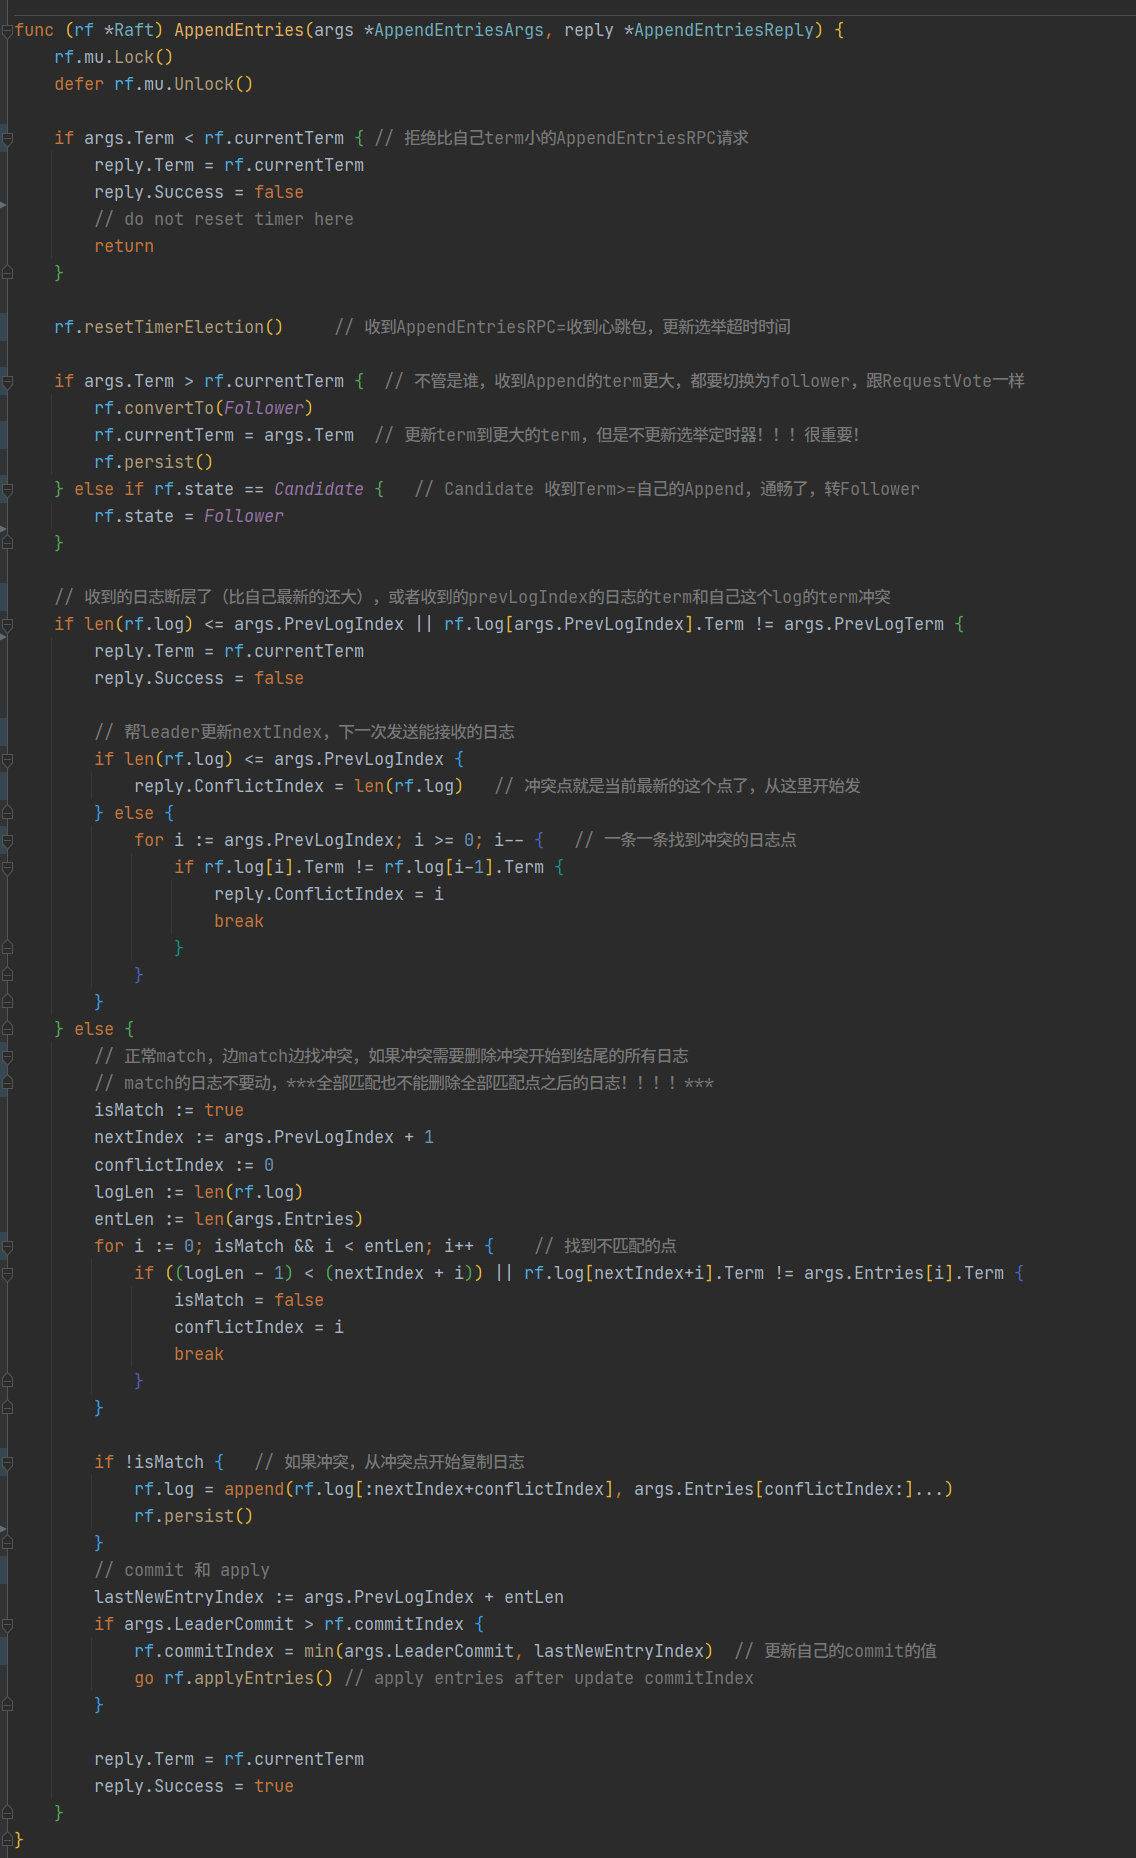 func (rf *Raft) AppendEntries(args *AppendEntriesArgs, reply *AppendEntriesReply) {
    rf.mu.Lock()
    defer rf.mu.Unlock()

    if args.Term < rf.currentTerm { // 拒绝比自己term小的AppendEntriesRPC请求
        reply.Term = rf.currentTerm
        reply.Success = false
        // do not reset timer here
        return
    }

    rf.resetTimerElection()     // 收到AppendEntriesRPC=收到心跳包，更新选举超时时间

    if args.Term > rf.currentTerm {  // 不管是谁，收到Append的term更大，都要切换为follower，跟RequestVote一样
        rf.convertTo(Follower)
        rf.currentTerm = args.Term  // 更新term到更大的term，但是不更新选举定时器！！！很重要！
        rf.persist()
    } else if rf.state == Candidate {   // Candidate 收到Term>=自己的Append，通畅了，转Follower
        rf.state = Follower
    }

    // 收到的日志断层了（比自己最新的还大），或者收到的prevLogIndex的日志的term和自己这个log的term冲突
    if len(rf.log) <= args.PrevLogIndex || rf.log[args.PrevLogIndex].Term != args.PrevLogTerm {
        reply.Term = rf.currentTerm
        reply.Success = false

        // 帮leader更新nextIndex，下一次发送能接收的日志
        if len(rf.log) <= args.PrevLogIndex {
            reply.ConflictIndex = len(rf.log)   // 冲突点就是当前最新的这个点了，从这里开始发
        } else {
            for i := args.PrevLogIndex; i >= 0; i-- {   // 一条一条找到冲突的日志点
                if rf.log[i].Term != rf.log[i-1].Term {
                    reply.ConflictIndex = i
                    break
                }
            }
        }
    } else {
        // 正常match，边match边找冲突，如果冲突需要删除冲突开始到结尾的所有日志
        // match的日志不要动，***全部匹配也不能删除全部匹配点之后的日志！！！！***
        isMatch := true
        nextIndex := args.PrevLogIndex + 1
        conflictIndex := 0
        logLen := len(rf.log)
        entLen := len(args.Entries)
        for i := 0; isMatch && i < entLen; i++ {    // 找到不匹配的点
            if ((logLen - 1) < (nextIndex + i)) || rf.log[nextIndex+i].Term != args.Entries[i].Term {
                isMatch = false
                conflictIndex = i
                break
            }
        }

        if !isMatch {   // 如果冲突，从冲突点开始复制日志
            rf.log = append(rf.log[:nextIndex+conflictIndex], args.Entries[conflictIndex:]...)
            rf.persist()
        }
        // commit 和 apply
        lastNewEntryIndex := args.PrevLogIndex + entLen
        if args.LeaderCommit > rf.commitIndex {
            rf.commitIndex = min(args.LeaderCommit, lastNewEntryIndex)  // 更新自己的commit的值
            go rf.applyEntries() // apply entries after update commitIndex
        }

        reply.Term = rf.currentTerm
        reply.Success = true
    }
}